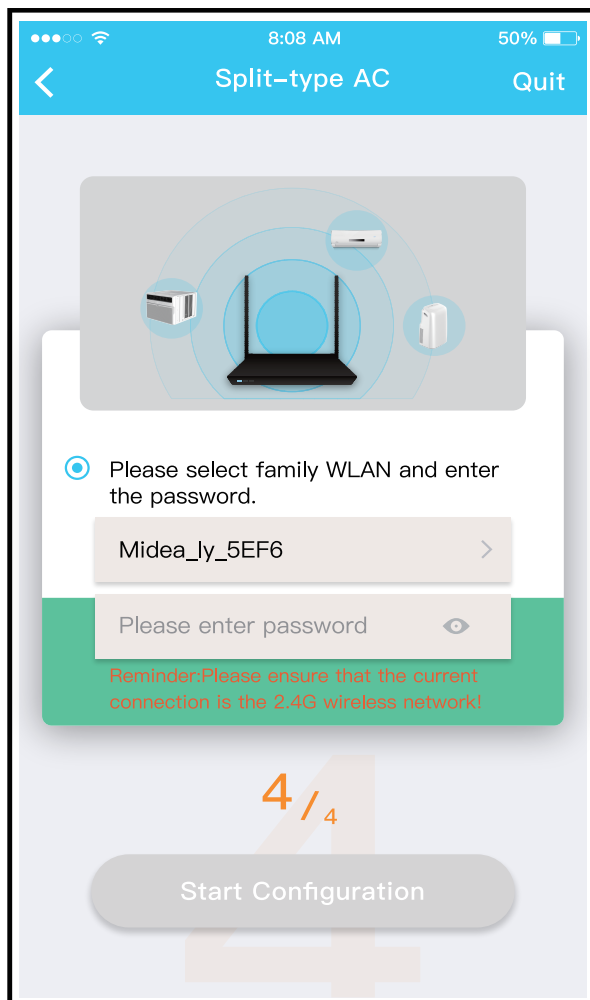 8:08 AM
50%
Split-type AC
Quit
Please select family WLAN and enter
the password.
Midea_ly_5EF6
Please enter password
Reminder:Please ensure that the current
connection is the 2.4G wireless network!
4
4/4
Start Configuration